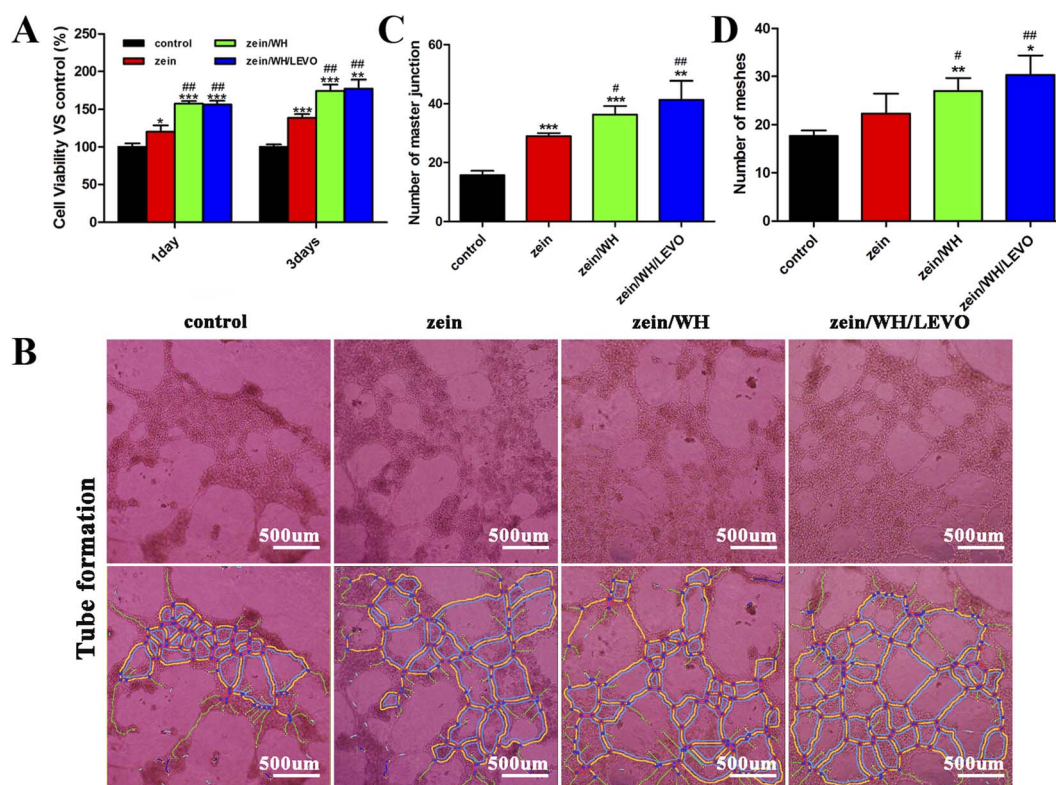 A
Cell Viability VS control (%)
250
200
150
100
50
0
control
zein
zein/WH
zein/WH/LEVO
*
##
***
##
***
***
##
***
##
**
1day
3days
C
Number of master junction
60
40
20
0
***
#
***
##
**
control
zein
zein/WH
zein/WH/LEVO
D
Number of meshes
40
30
20
10
0
#
**
##
*
control
zein
zein/WH
zein/WH/LEVO
B
control
zein
zein/WH
zein/WH/LEVO
Tube formation
500um
500um
500um
500um
500um
500um
500um
500um